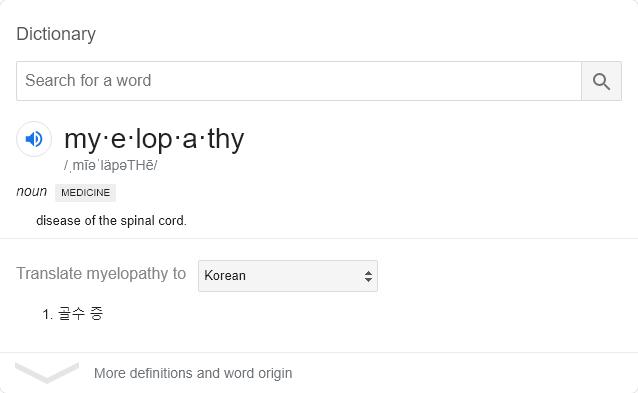 Dictionary
Search for a word
my·e·lop·a·thy
/ˌmīəˈläpəTHē/
noun MEDICINE
disease of the spinal cord.
Translate myelopathy to Korean
1. 골수 증
More definitions and word origin